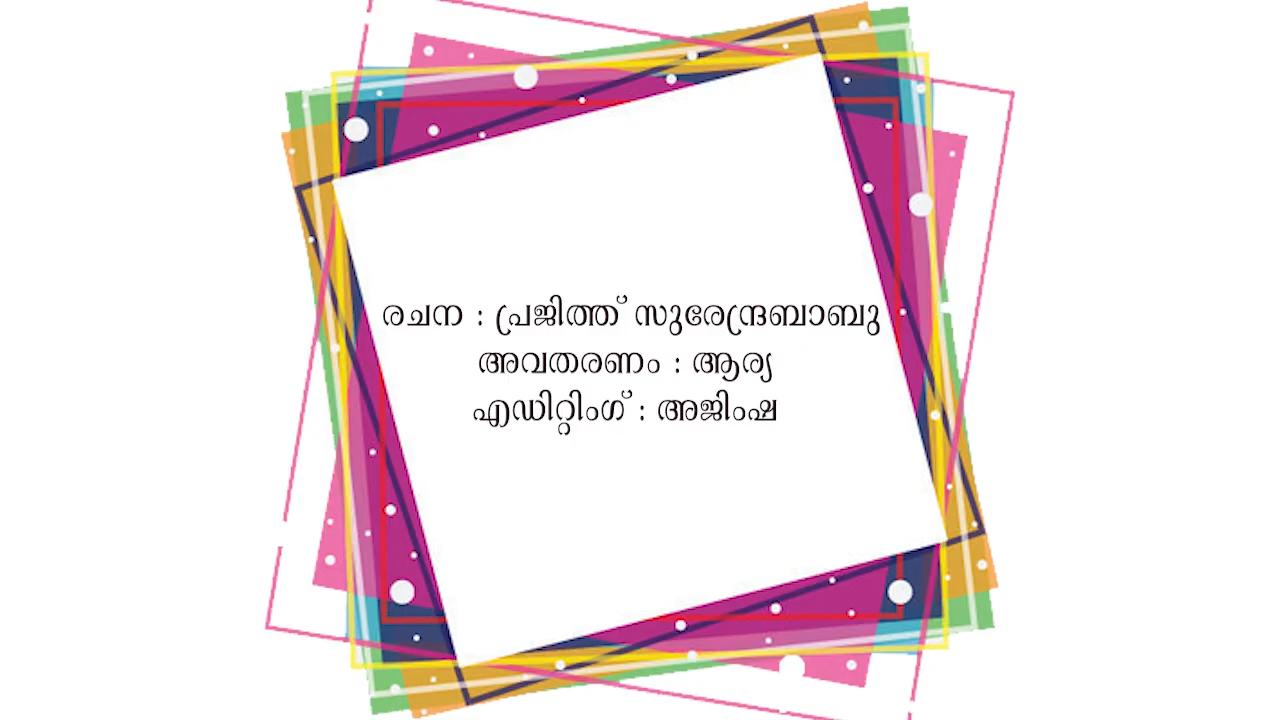 രചന : പ്രജിത്ത് സുരേന്ദ്രബാബു
അവതരണം : ആര്യ
എഡിറ്റിംഗ് : അജിംഷ